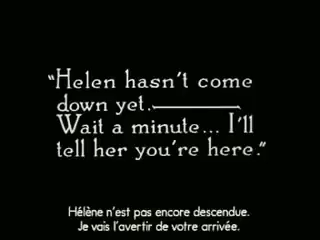 "Helen hasn't come
down yet.
Wait a minute... I'll
tell her you're here."
Hélène n'est pas encore descendue.
Je vais l'avertir de votre arrivée.